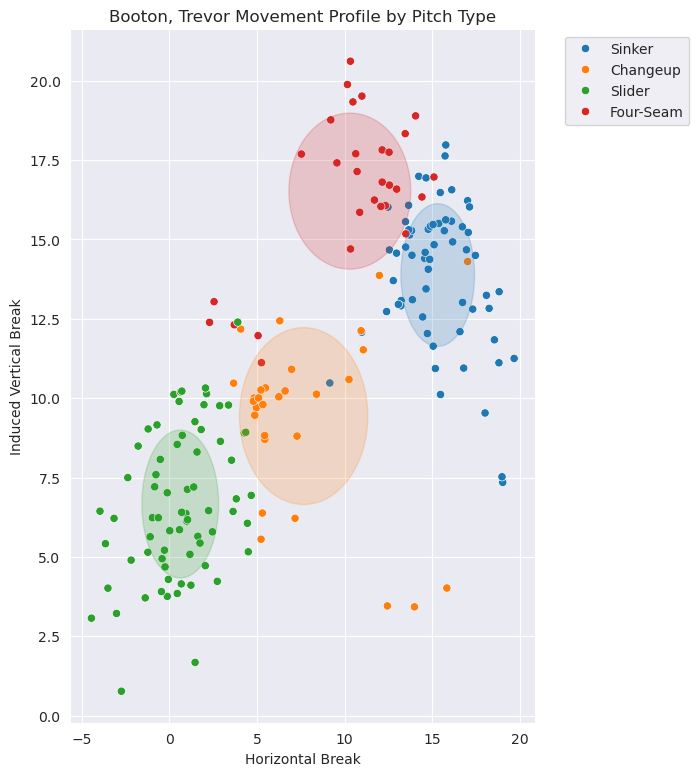 Booton, Trevor Movement Profile by Pitch Type
Sinker
Changeup
Slider
Four-Seam
Induced Vertical Break
20.0
17.5
15.0
12.5
10.0
7.5
5.0
2.5
0.0
−5
0
5
10
15
20
Horizontal Break